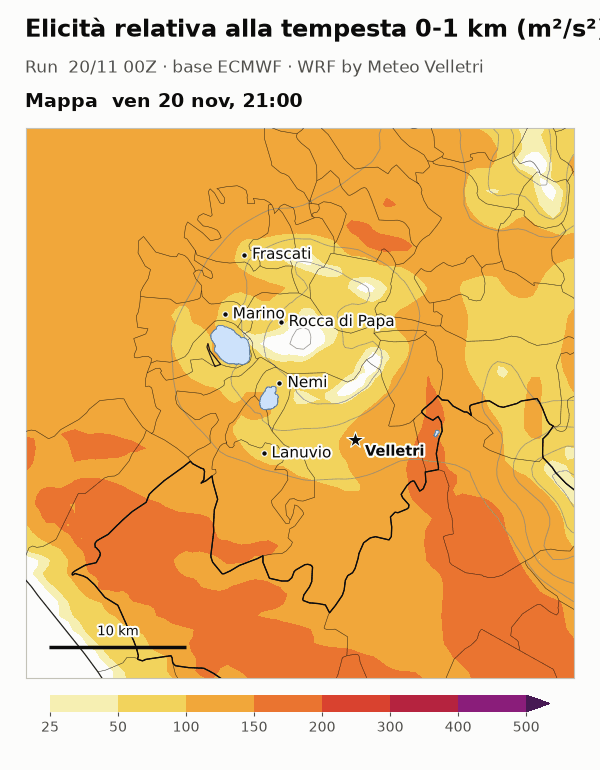 Elicità relativa alla tempesta 0-1 km (m²/s²)
Run  20/11 00Z · base ECMWF · WRF by Meteo Velletri
Mappa  ven 20 nov, 21:00
Frascati
Marino
Rocca di Papa
Nemi
Velletri
Lanuvio
10 km
25 50 100 150 200 300 400 500